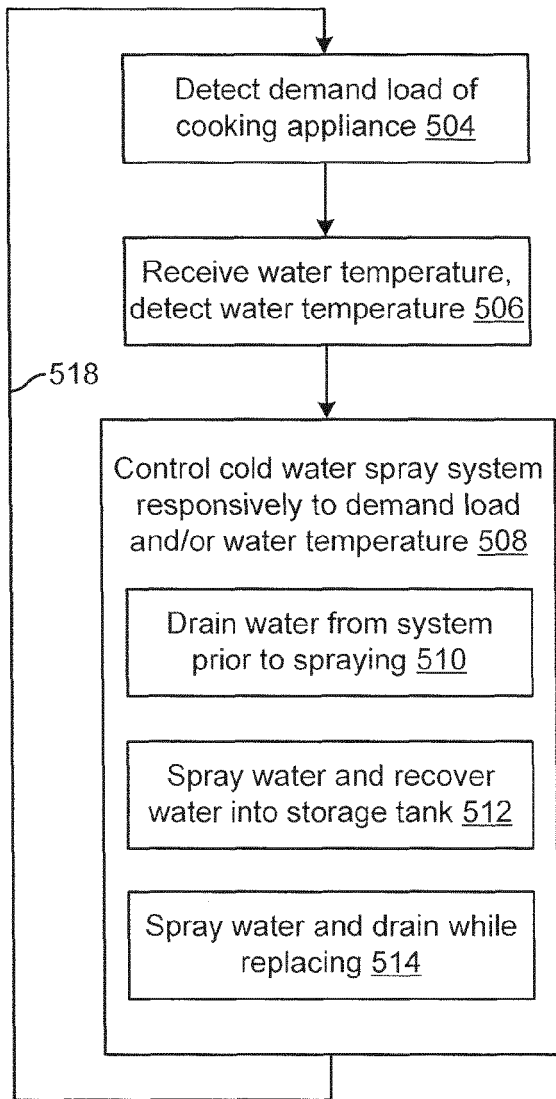 Detect demand load of
cooking appliance 504
Receive water temperature,
detect water temperature 506
518
Control cold water spray system
responsively to demand load
and/or water temperature 508
Drain water from system
prior to spraying 510
Spray water and recover
water into storage tank 512
Spray water and drain while
replacing 514